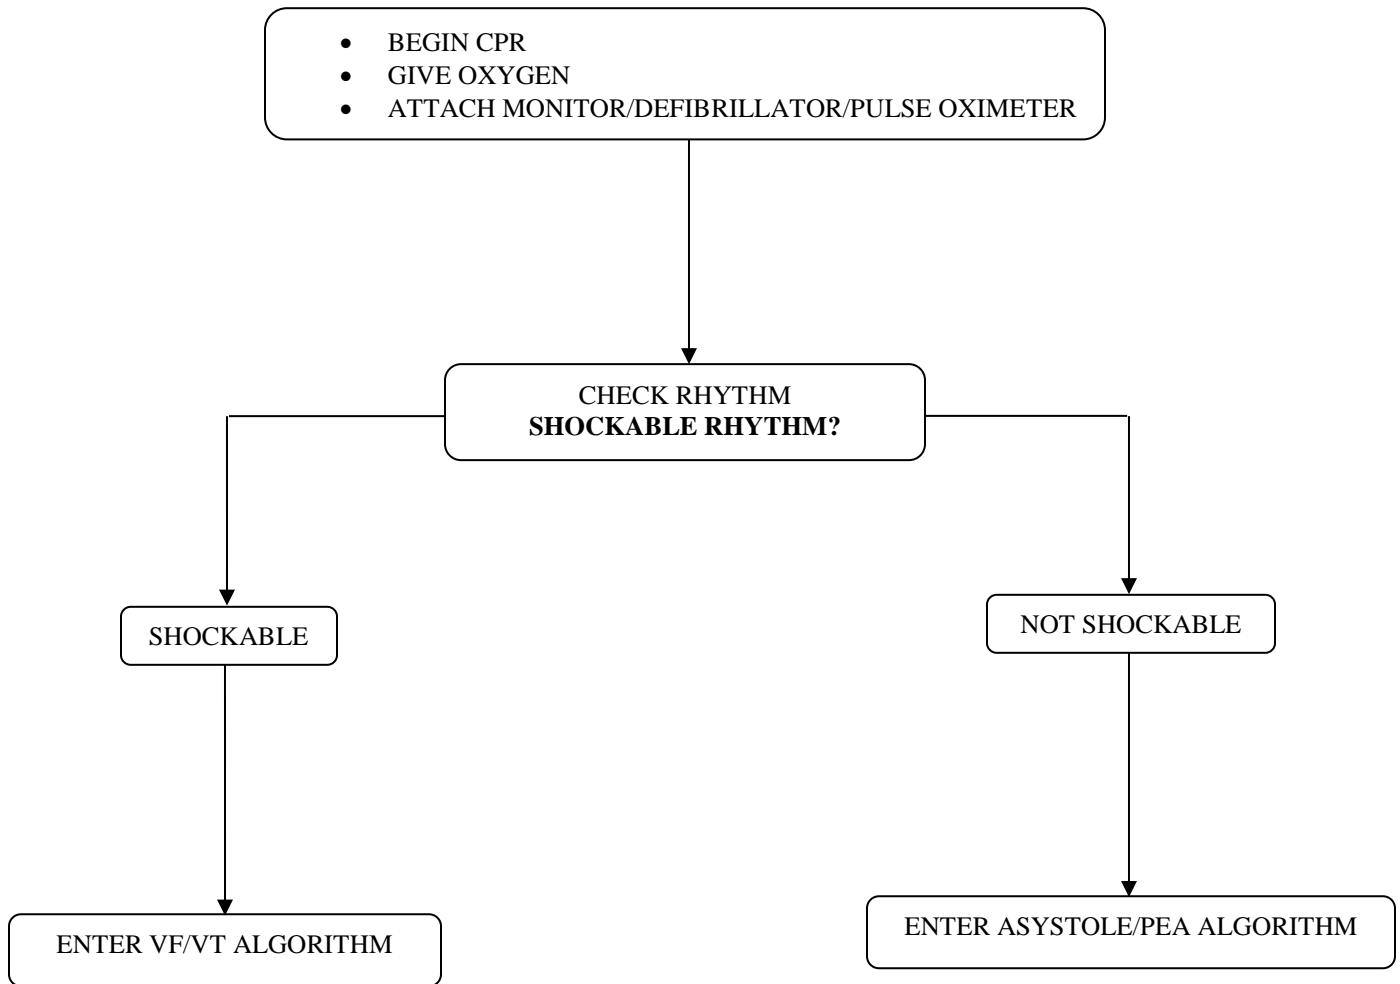 • BEGIN CPR
• GIVE OXYGEN
• ATTACH MONITOR/DEFIBRILLATOR/PULSE OXIMETER
CHECK RHYTHM
SHOCKABLE RHYTHM?
SHOCKABLE
NOT SHOCKABLE
ENTER VF/VT ALGORITHM
ENTER ASYSTOLE/PEA ALGORITHM